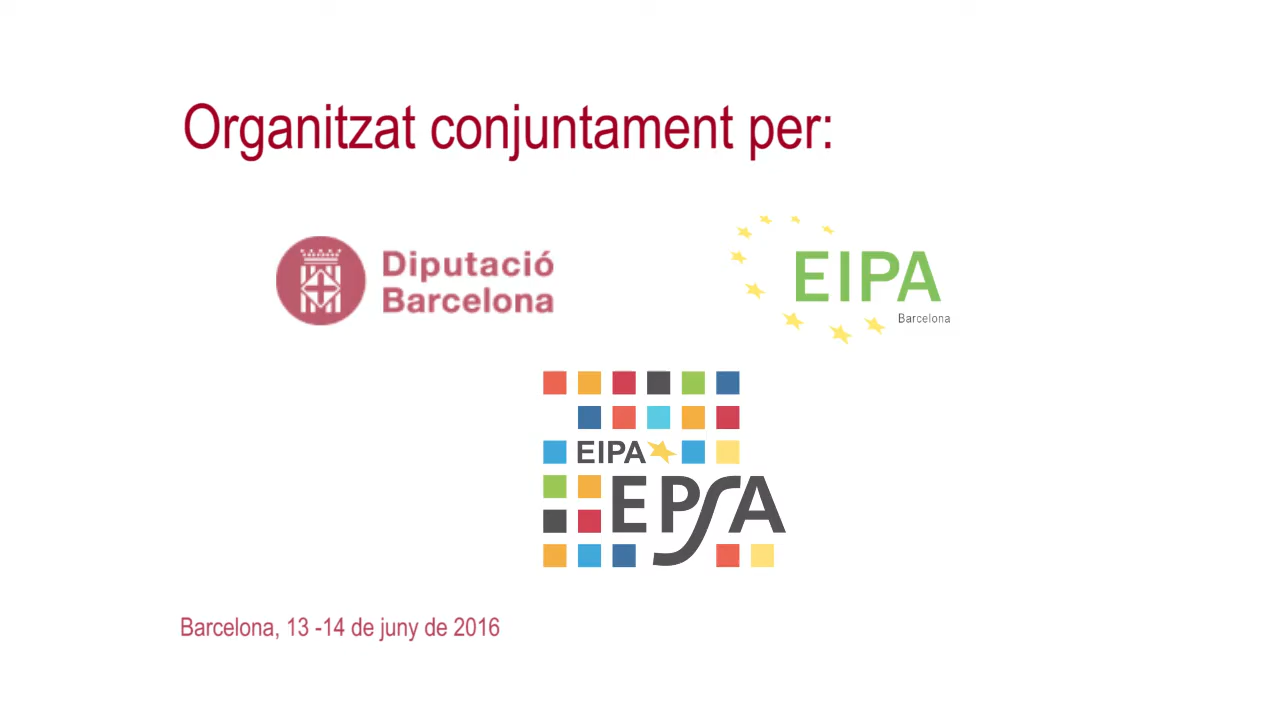 Organitzat conjuntament per:
Diputació
Barcelona
EIPA
Barcelona
EIPA
EPSA
Barcelona, 13 -14 de juny de 2016